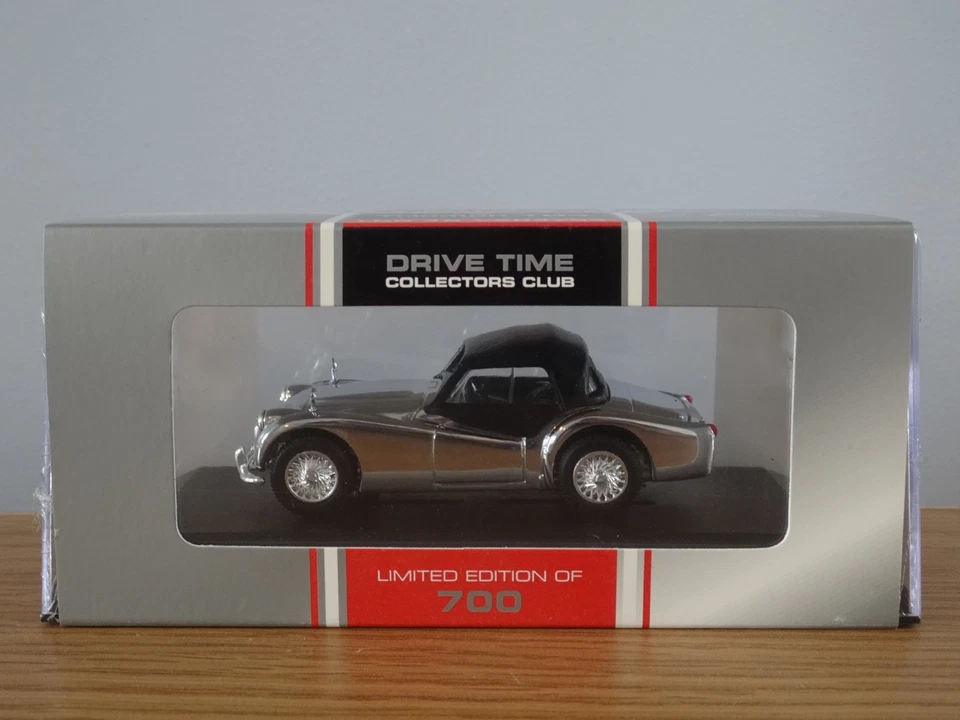 DRIVE TIME
COLLECTORS CLUB
LIMITED EDITION OF
700